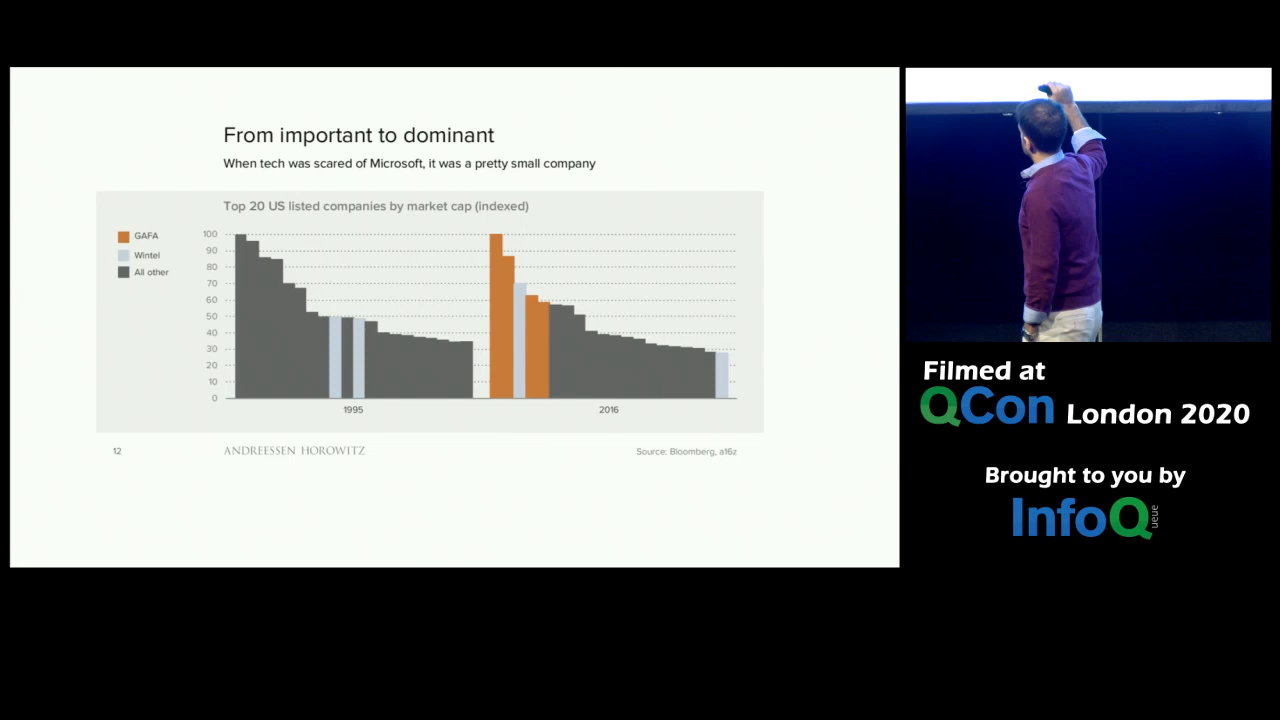 From important to dominant
When tech was scared of Microsoft, it was a pretty small company
Top 20 US listed companies by market cap (indexed)
GAFA
Wintel
All other
100
90
80
70
60
50
40
30
20
10
0
1995
2016
12
ANDREESSEN HOROWITZ
Source: Bloomberg, a16z
Filmed at
QCon London 2020
Brought to you by
InfoQ
ueue